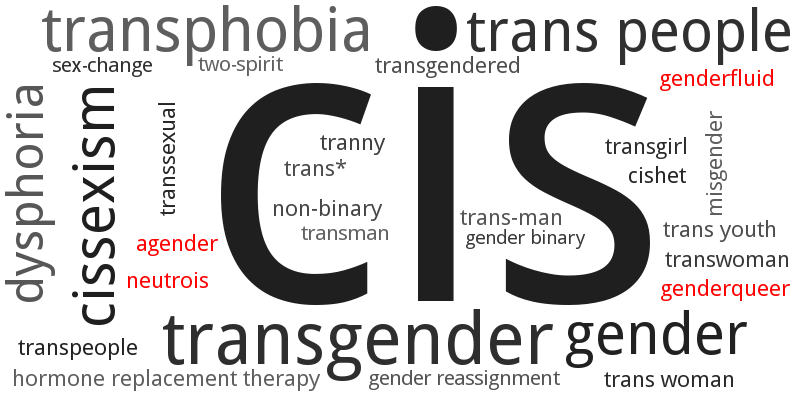 transphobia
trans people
sex-change
two-spirit
transgendered
genderfluid
dysphoria
cissexism
transsexual
cis
tranny
trans*
non-binary
transman
trans-man
gender binary
transgirl
cishet
misgender
trans youth
transwoman
genderqueer
agender
neutrois
transgender
gender
transpeople
hormone replacement therapy
gender reassignment
trans woman